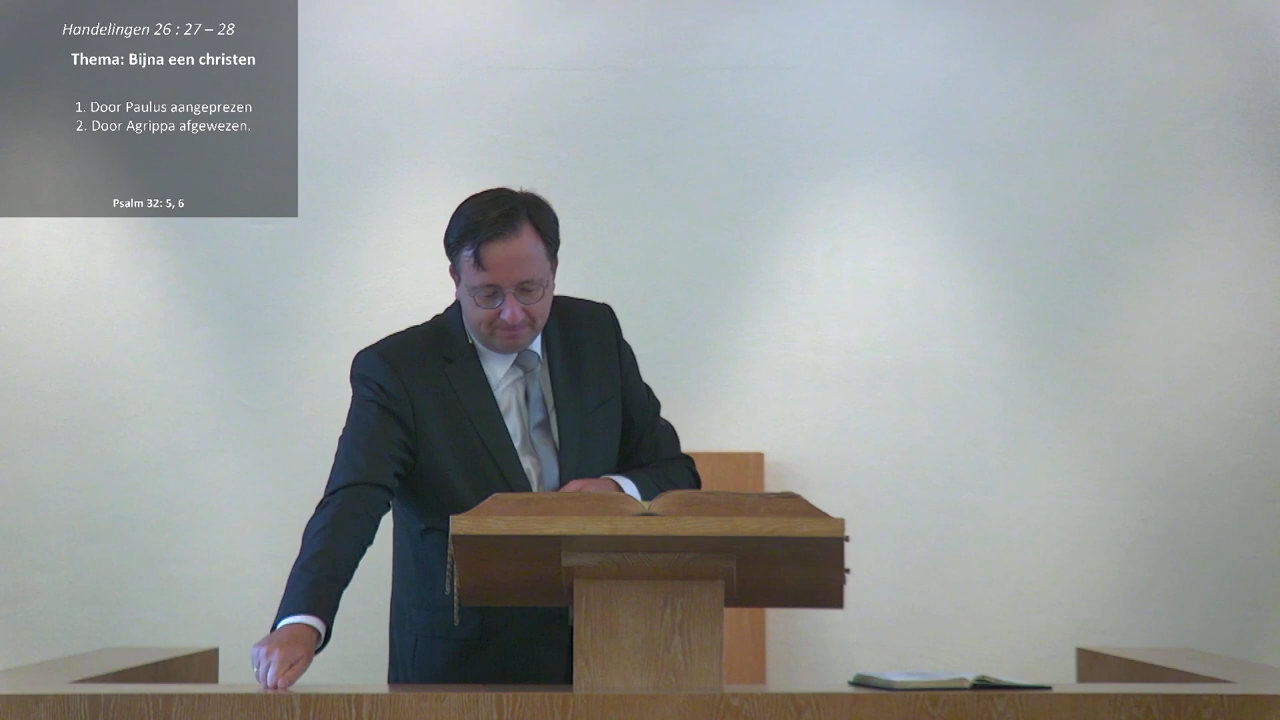 Handelingen 26 : 27 – 28
Thema: Bijna een christen
1. Door Paulus aangeprezen
2. Door Agrippa afgewezen.
Psalm 32: 5, 6